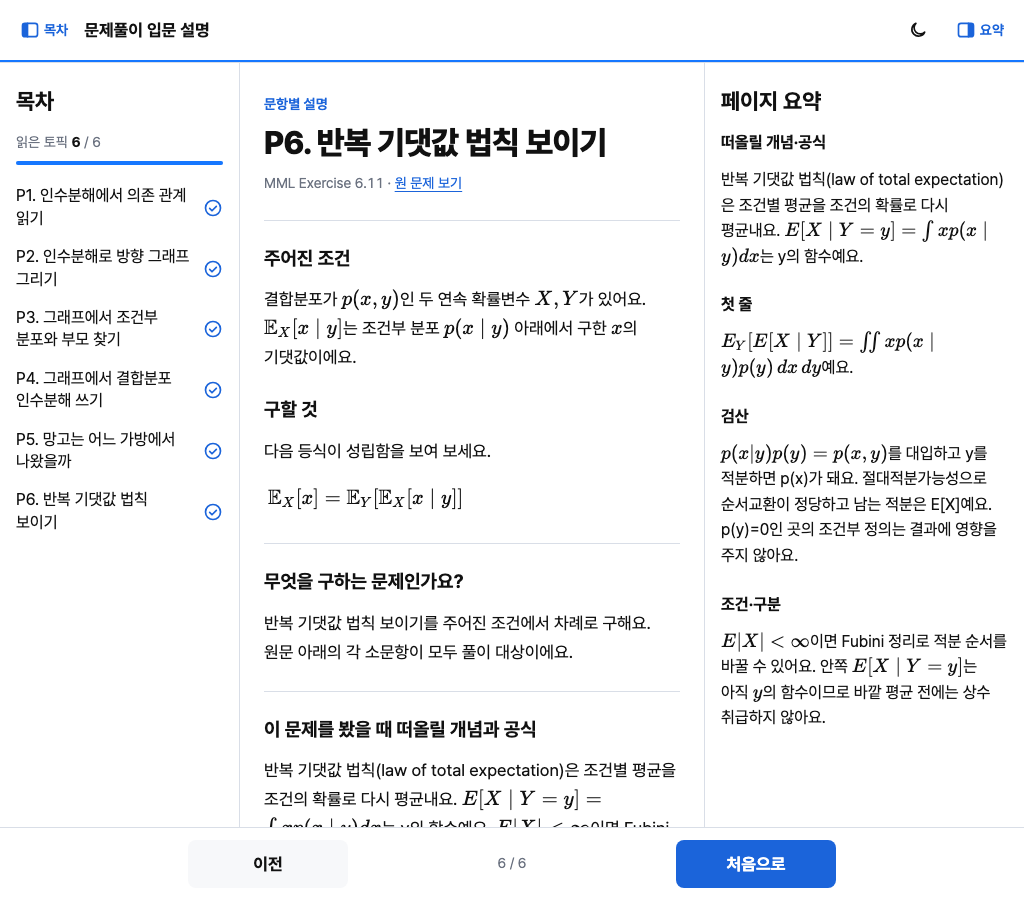 목차 문제풀이 입문 설명 요약
목차
읽은 토픽 6 / 6
P1. 인수분해에서 의존 관계
읽기
P2. 인수분해로 방향 그래프
그리기
P3. 그래프에서 조건부
분포와 부모 찾기
P4. 그래프에서 결합분포
인수분해 쓰기
P5. 망고는 어느 가방에서
나왔을까
P6. 반복 기댓값 법칙
보이기
문항별 설명
P6. 반복 기댓값 법칙 보이기
MML Exercise 6.11 · 원 문제 보기
주어진 조건
결합분포가 p(x, y)인 두 연속 확률변수 X, Y가 있어요.
𝔼_X[x ∣ y]는 조건부 분포 p(x ∣ y) 아래에서 구한 x의
기댓값이에요.
구할 것
다음 등식이 성립함을 보여 보세요.
𝔼_X[x] = 𝔼_Y[𝔼_X[x ∣ y]]
무엇을 구하는 문제인가요?
반복 기댓값 법칙 보이기를 주어진 조건에서 차례로 구해요.
원문 아래의 각 소문항이 모두 풀이 대상이에요.
이 문제를 봤을 때 떠올릴 개념과 공식
반복 기댓값 법칙(law of total expectation)은 조건별 평균을
조건의 확률로 다시 평균내요. E[X ∣ Y = y] =
∫ xp(x ∣ y)dx는 y의 함수예요. E|X| < ∞이면 Fubini
페이지 요약
떠올릴 개념·공식
반복 기댓값 법칙(law of total expectation)
은 조건별 평균을 조건의 확률로 다시
평균내요. E[X ∣ Y = y] = ∫ xp(x ∣
y)dx는 y의 함수예요.
첫 줄
E_Y[E[X ∣ Y]] = ∬ xp(x ∣
y)p(y) dx dy예요.
검산
p(x|y)p(y) = p(x, y)를 대입하고 y를
적분하면 p(x)가 돼요. 절대적분가능성으로
순서교환이 정당하고 남는 적분은 E[X]예요.
p(y)=0인 곳의 조건부 정의는 결과에 영향을
주지 않아요.
조건·구분
E|X| < ∞이면 Fubini 정리로 적분 순서를
바꿀 수 있어요. 안쪽 E[X ∣ Y = y]는
아직 y의 함수이므로 바깥 평균 전에는 상수
취급하지 않아요.
이전 6 / 6 처음으로